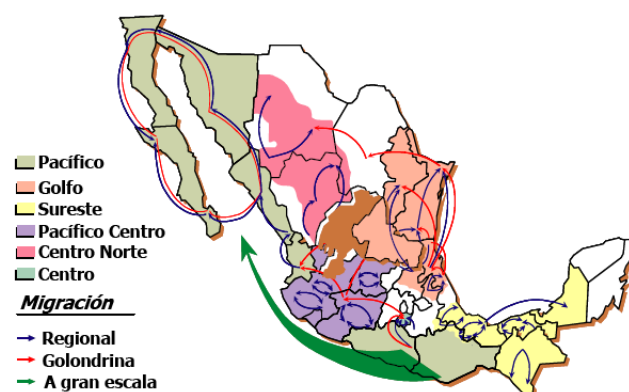 Pacífico
Golfo
Sureste
Pacífico Centro
Centro Norte
Centro
Migración
Regional
Golondrina
A gran escala